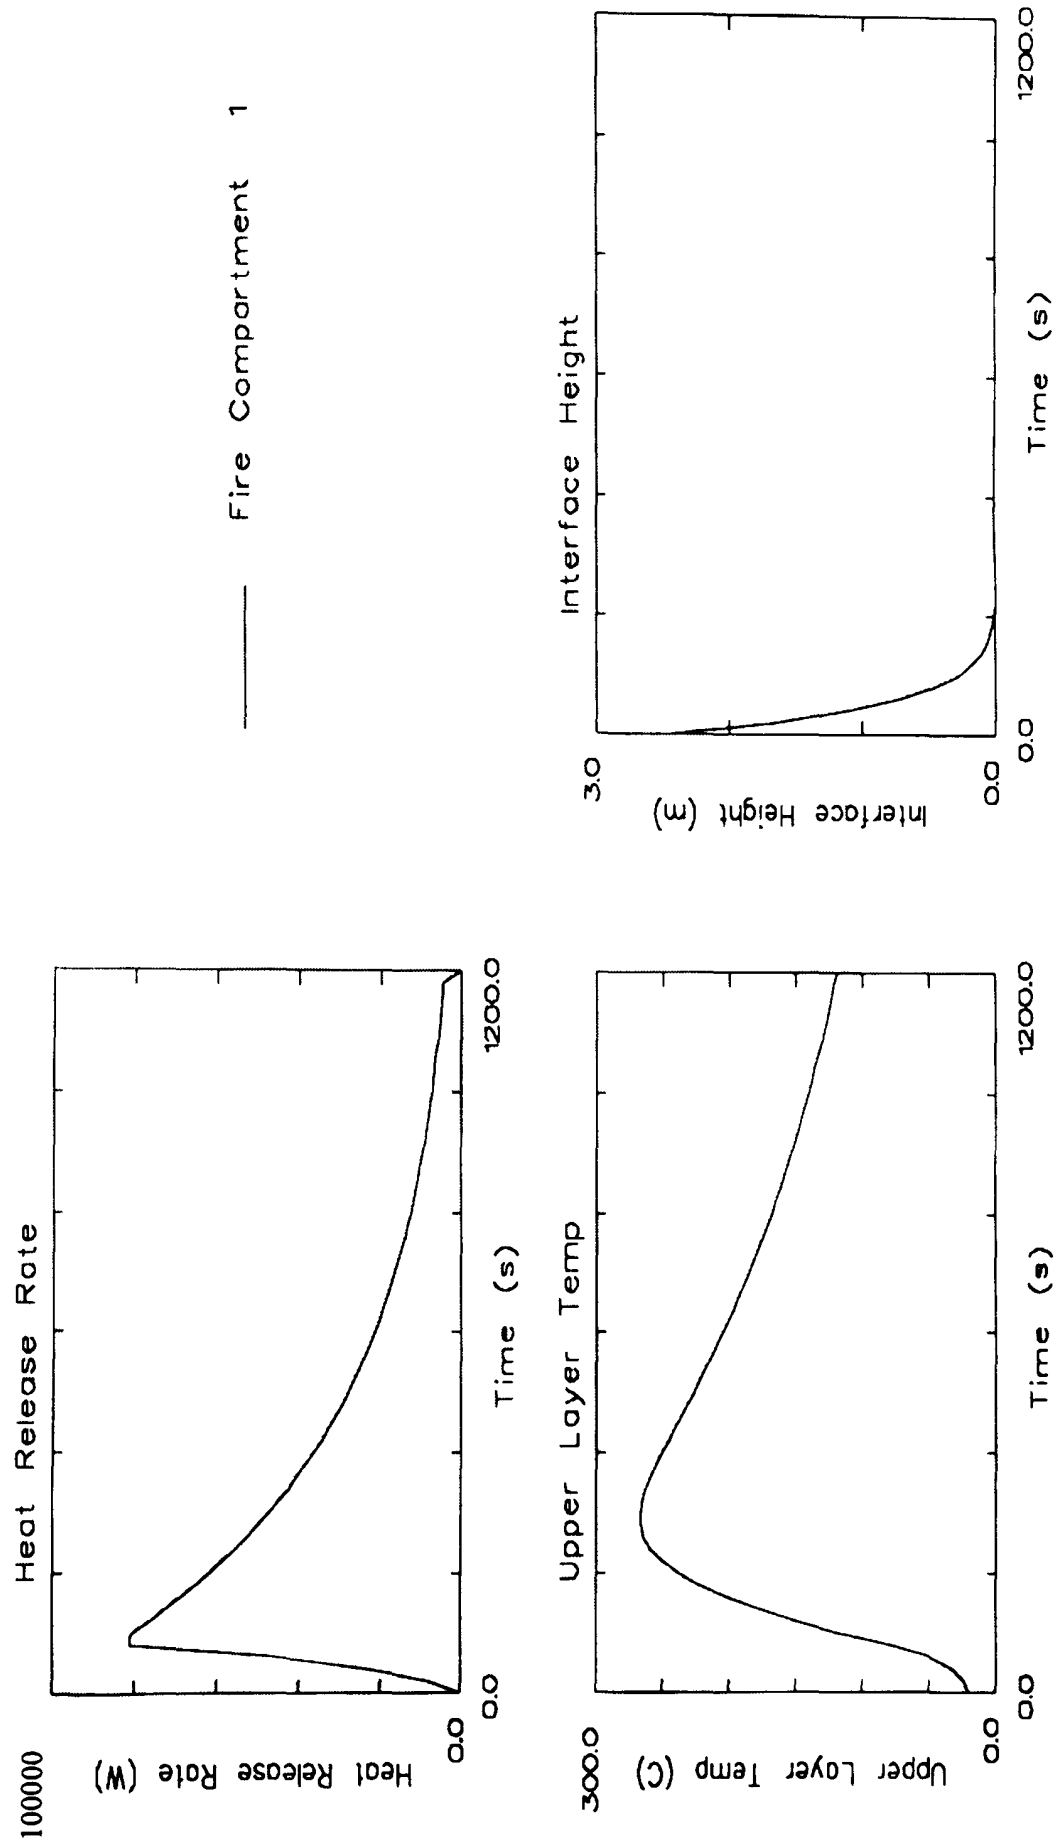 Heat Release Rate
100000
Heat Release Rate (W)
0.0
0.0
1200.0
Time (s)
Fire Compartment 1
Upper Layer Temp
300.0
Upper Layer Temp (C)
0.0
0.0
1200.0
Time (s)
Interface Height
3.0
Interface Height (m)
0.0
0.0
1200.0
Time (s)